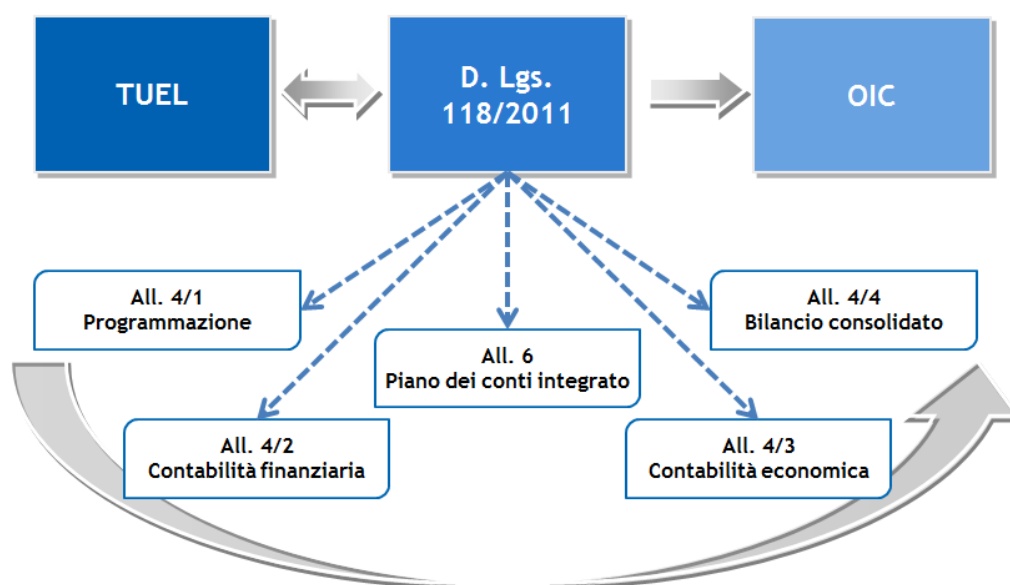 TUEL
D. Lgs.
118/2011
OIC
All. 4/1
Programmazione
All. 4/4
Bilancio consolidato
All. 6
Piano dei conti integrato
All. 4/2
Contabilità finanziaria
All. 4/3
Contabilità economica